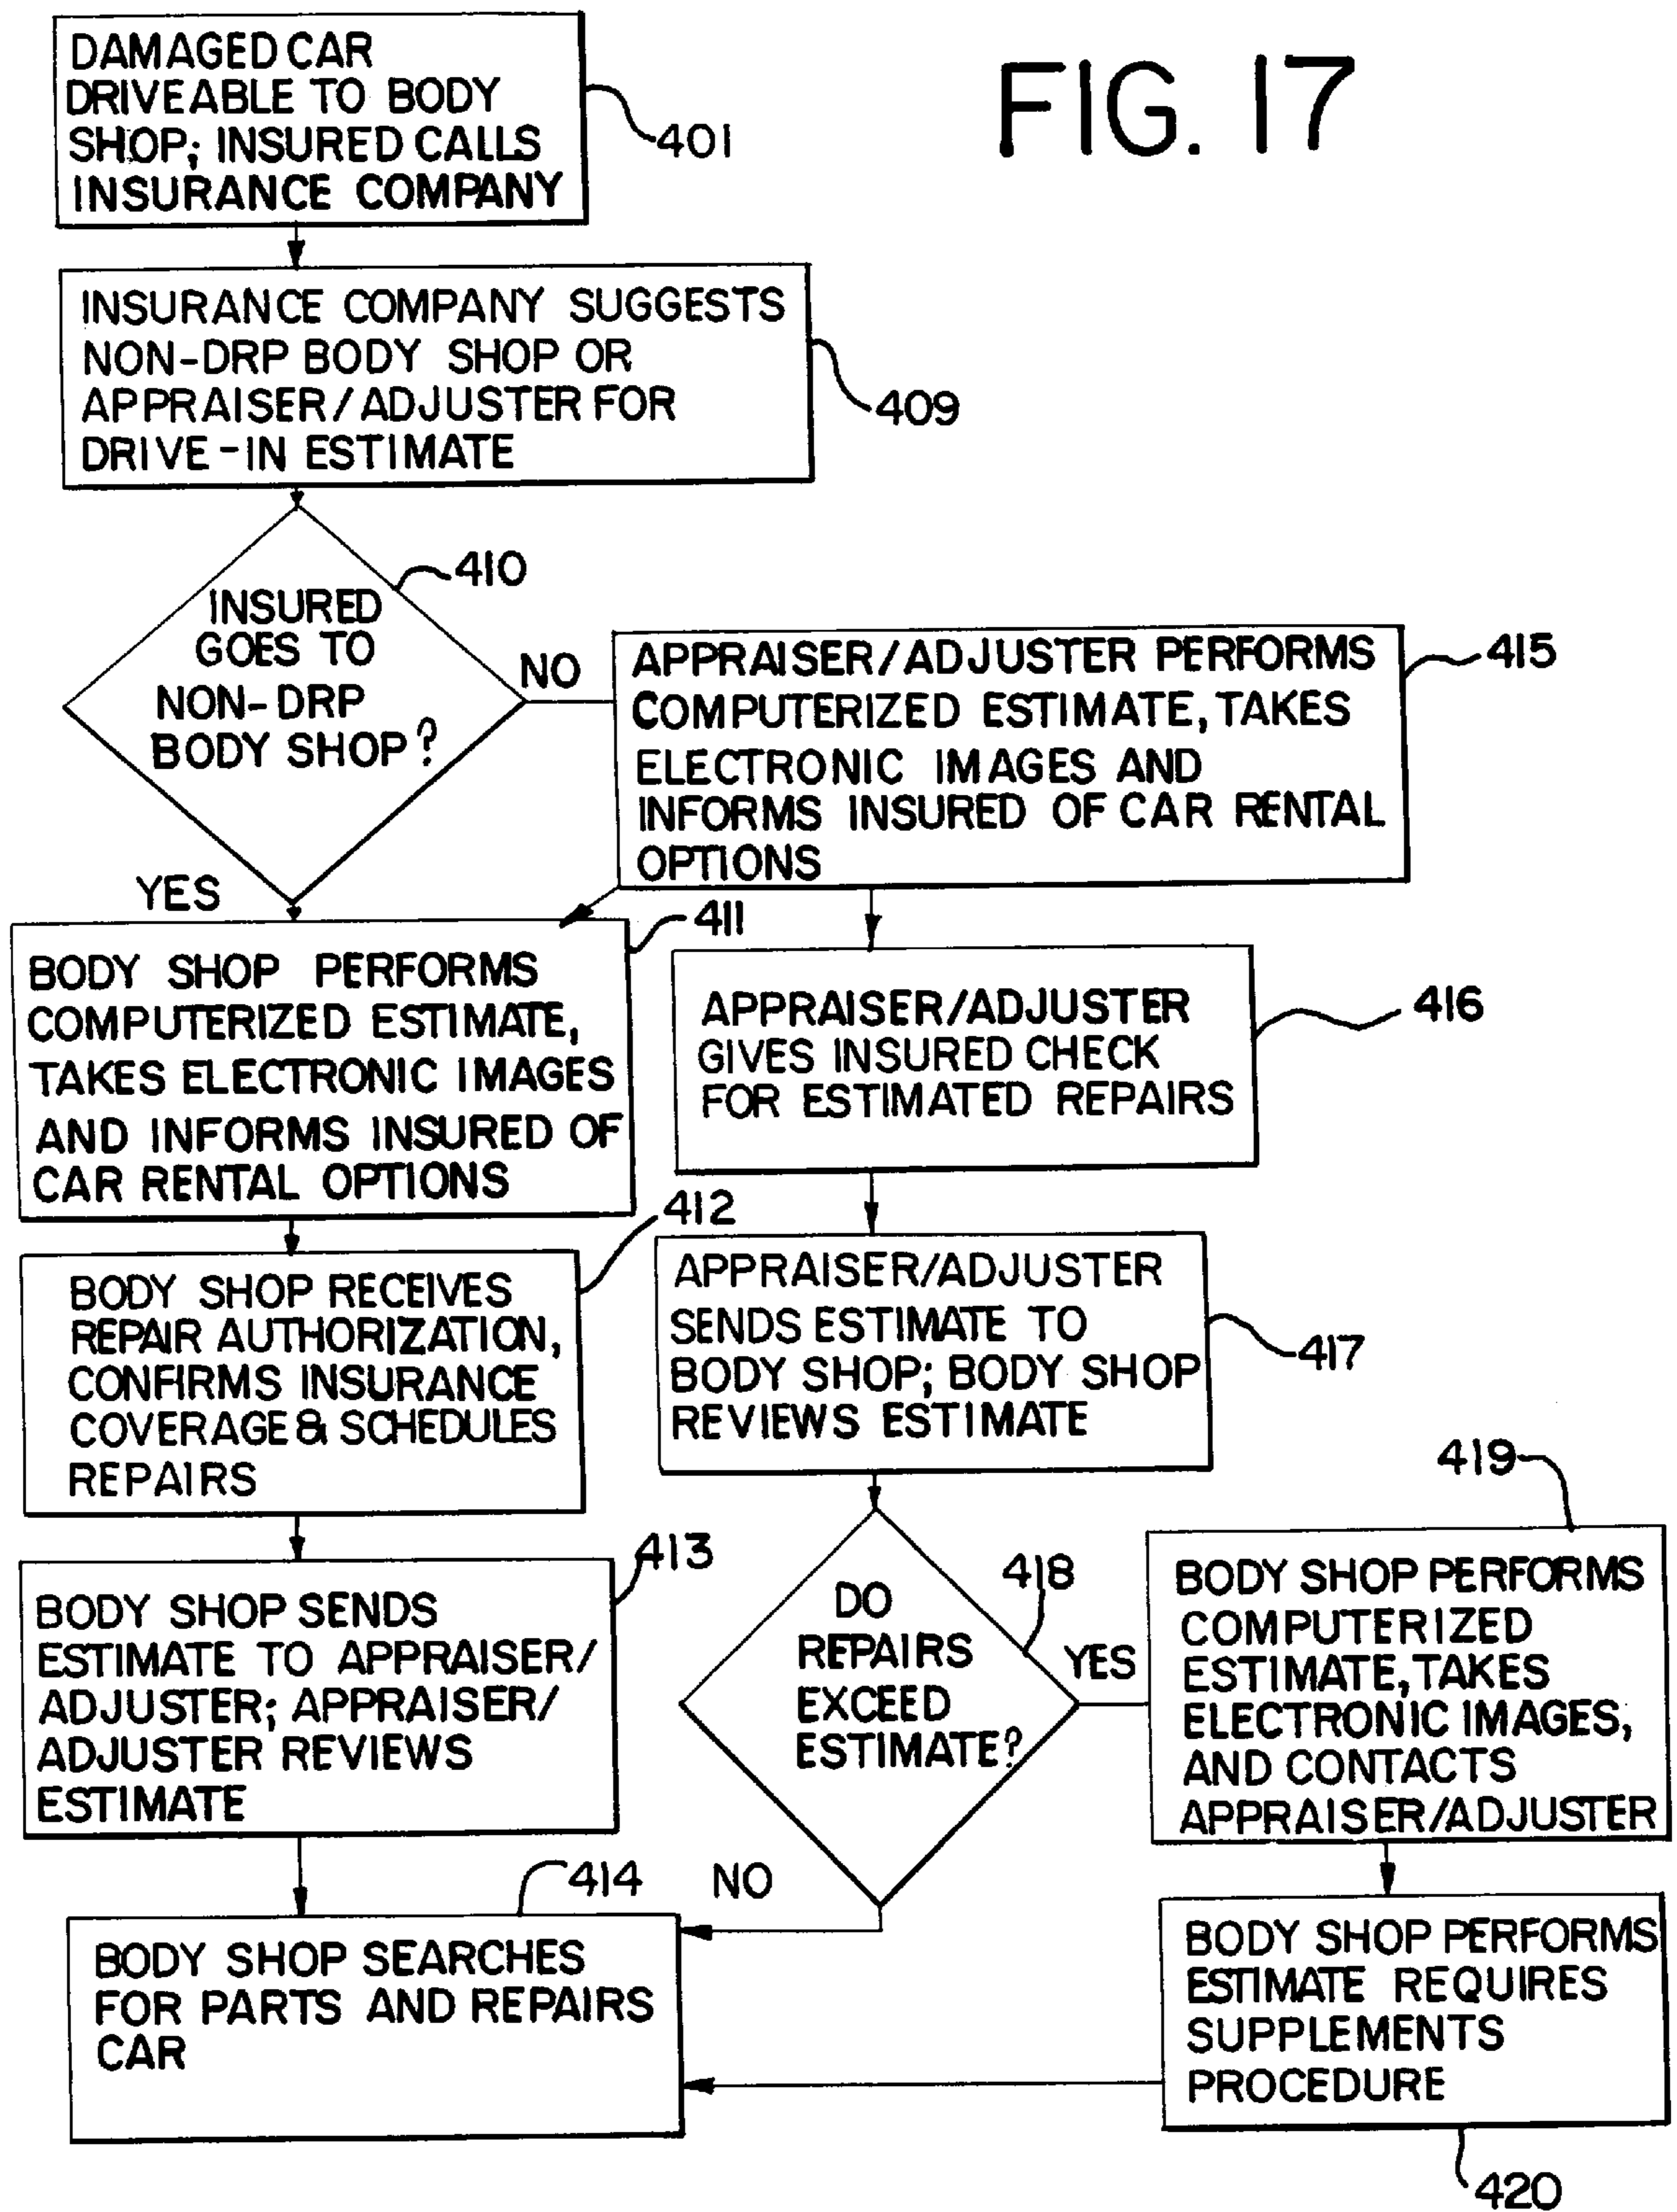 FIG. 17
DAMAGED CAR
DRIVEABLE TO BODY
SHOP; INSURED CALLS
INSURANCE COMPANY
401
INSURANCE COMPANY SUGGESTS
NON-DRP BODY SHOP OR
APPRAISER/ADJUSTER FOR
DRIVE-IN ESTIMATE
409
410
INSURED
GOES TO
NON-DRP
BODY SHOP?
NO
YES
APPRAISER/ADJUSTER PERFORMS
COMPUTERIZED ESTIMATE, TAKES
ELECTRONIC IMAGES AND
INFORMS INSURED OF CAR RENTAL
OPTIONS
415
411
BODY SHOP PERFORMS
COMPUTERIZED ESTIMATE,
TAKES ELECTRONIC IMAGES
AND INFORMS INSURED OF
CAR RENTAL OPTIONS
APPRAISER/ADJUSTER
GIVES INSURED CHECK
FOR ESTIMATED REPAIRS
416
412
BODY SHOP RECEIVES
REPAIR AUTHORIZATION,
CONFIRMS INSURANCE
COVERAGE & SCHEDULES
REPAIRS
APPRAISER/ADJUSTER
SENDS ESTIMATE TO
BODY SHOP; BODY SHOP
REVIEWS ESTIMATE
417
413
BODY SHOP SENDS
ESTIMATE TO APPRAISER/
ADJUSTER; APPRAISER/
ADJUSTER REVIEWS
ESTIMATE
418
DO
REPAIRS
EXCEED
ESTIMATE?
YES
NO
419
BODY SHOP PERFORMS
COMPUTERIZED
ESTIMATE, TAKES
ELECTRONIC IMAGES,
AND CONTACTS
APPRAISER/ADJUSTER
414
BODY SHOP SEARCHES
FOR PARTS AND REPAIRS
CAR
BODY SHOP PERFORMS
ESTIMATE REQUIRES
SUPPLEMENTS
PROCEDURE
420